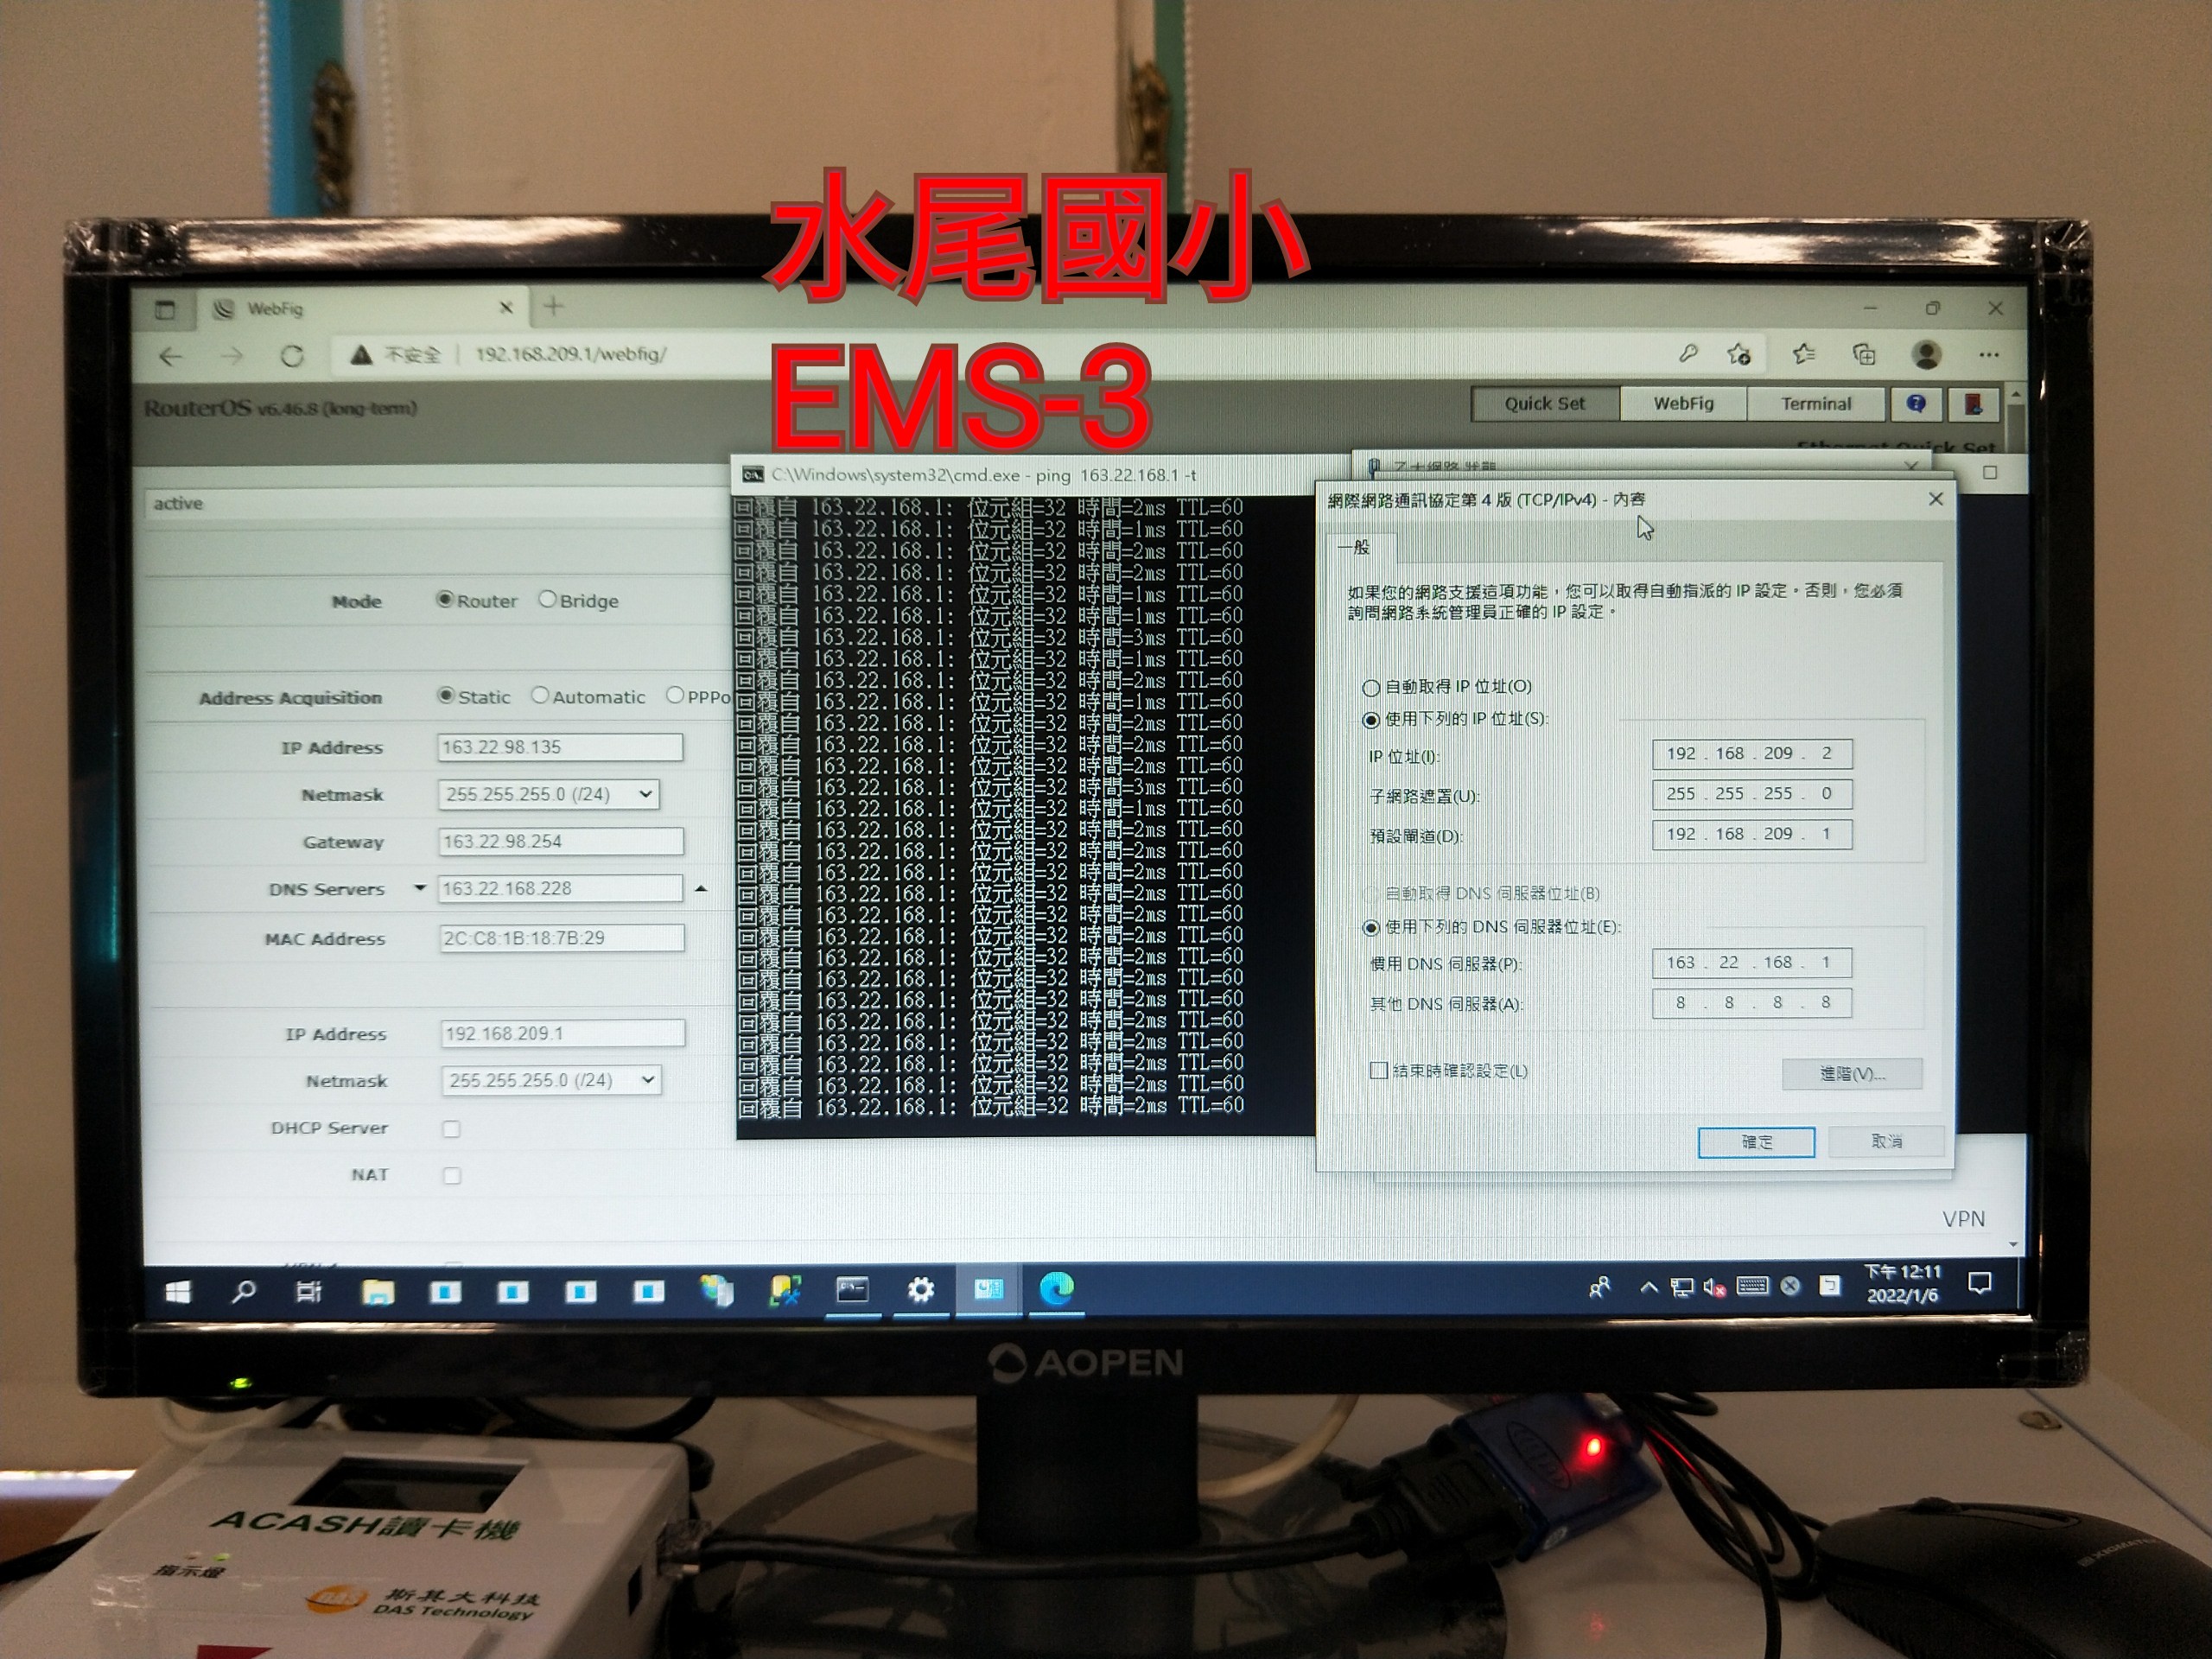 水尾國小
EMS-3
WebFig
不安全 192.168.209.1/webfig/
RouterOS v6.46.8 (long-term)
Quick Set WebFig Terminal
Ethernet Quick Set
active
Mode Router Bridge
Address Acquisition Static Automatic PPPo
IP Address 163.22.98.135
Netmask 255.255.255.0 (/24)
Gateway 163.22.98.254
DNS Servers 163.22.168.228
MAC Address 2C:C8:1B:18:7B:29
IP Address 192.168.209.1
Netmask 255.255.255.0 (/24)
DHCP Server
NAT
VPN
C:\Windows\system32\cmd.exe - ping 163.22.168.1 -t
回覆自 163.22.168.1: 位元組=32 時間=2ms TTL=60
回覆自 163.22.168.1: 位元組=32 時間=1ms TTL=60
回覆自 163.22.168.1: 位元組=32 時間=2ms TTL=60
回覆自 163.22.168.1: 位元組=32 時間=2ms TTL=60
回覆自 163.22.168.1: 位元組=32 時間=1ms TTL=60
回覆自 163.22.168.1: 位元組=32 時間=1ms TTL=60
回覆自 163.22.168.1: 位元組=32 時間=3ms TTL=60
回覆自 163.22.168.1: 位元組=32 時間=1ms TTL=60
回覆自 163.22.168.1: 位元組=32 時間=2ms TTL=60
回覆自 163.22.168.1: 位元組=32 時間=1ms TTL=60
回覆自 163.22.168.1: 位元組=32 時間=2ms TTL=60
回覆自 163.22.168.1: 位元組=32 時間=2ms TTL=60
回覆自 163.22.168.1: 位元組=32 時間=2ms TTL=60
回覆自 163.22.168.1: 位元組=32 時間=3ms TTL=60
回覆自 163.22.168.1: 位元組=32 時間=1ms TTL=60
回覆自 163.22.168.1: 位元組=32 時間=2ms TTL=60
回覆自 163.22.168.1: 位元組=32 時間=2ms TTL=60
回覆自 163.22.168.1: 位元組=32 時間=2ms TTL=60
回覆自 163.22.168.1: 位元組=32 時間=2ms TTL=60
回覆自 163.22.168.1: 位元組=32 時間=2ms TTL=60
回覆自 163.22.168.1: 位元組=32 時間=2ms TTL=60
回覆自 163.22.168.1: 位元組=32 時間=2ms TTL=60
回覆自 163.22.168.1: 位元組=32 時間=2ms TTL=60
回覆自 163.22.168.1: 位元組=32 時間=2ms TTL=60
回覆自 163.22.168.1: 位元組=32 時間=2ms TTL=60
回覆自 163.22.168.1: 位元組=32 時間=2ms TTL=60
回覆自 163.22.168.1: 位元組=32 時間=2ms TTL=60
回覆自 163.22.168.1: 位元組=32 時間=2ms TTL=60
回覆自 163.22.168.1: 位元組=32 時間=2ms TTL=60
網際網路通訊協定第 4 版 (TCP/IPv4) - 內容
一般
如果您的網路支援這項功能，您可以取得自動指派的 IP 設定。否則，您必須
詢問網路系統管理員正確的 IP 設定。
自動取得 IP 位址(O)
使用下列的 IP 位址(S):
IP 位址(I): 192 . 168 . 209 . 2
子網路遮罩(U): 255 . 255 . 255 . 0
預設閘道(D): 192 . 168 . 209 . 1
自動取得 DNS 伺服器位址(B)
使用下列的 DNS 伺服器位址(E):
慣用 DNS 伺服器(P): 163 . 22 . 168 . 1
其他 DNS 伺服器(A): 8 . 8 . 8 . 8
結束時確認設定(L)
進階(V)...
確定 取消
下午 12:11
2022/1/6
AOPEN
ACASH讀卡機
指示燈
DAS 斯其大科技
DAS Technology